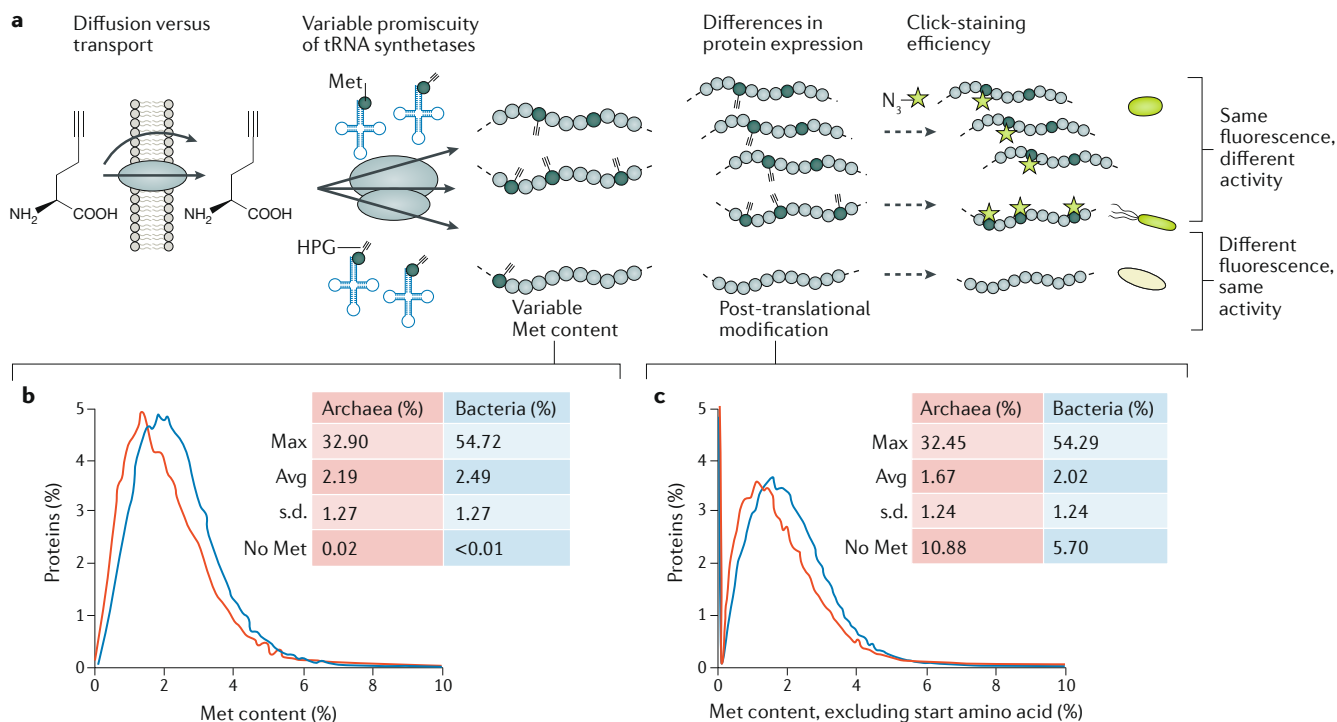 a
Diffusion versus
transport
Variable promiscuity
of tRNA synthetases
Differences in
protein expression
Click-staining
efficiency
Met
N3
Same
fluorescence,
different
activity
NH2
COOH
NH2
COOH
HPG
Different
fluorescence,
same
activity
Variable
Met content
Post-translational
modification
b
Archaea (%) Bacteria (%)
Max 32.90 54.72
Avg 2.19 2.49
s.d. 1.27 1.27
No Met 0.02 <0.01
Proteins (%)
5
4
3
2
1
0
0 2 4 6 8 10
Met content (%)
c
Archaea (%) Bacteria (%)
Max 32.45 54.29
Avg 1.67 2.02
s.d. 1.24 1.24
No Met 10.88 5.70
Proteins (%)
5
4
3
2
1
0
0 2 4 6 8 10
Met content, excluding start amino acid (%)